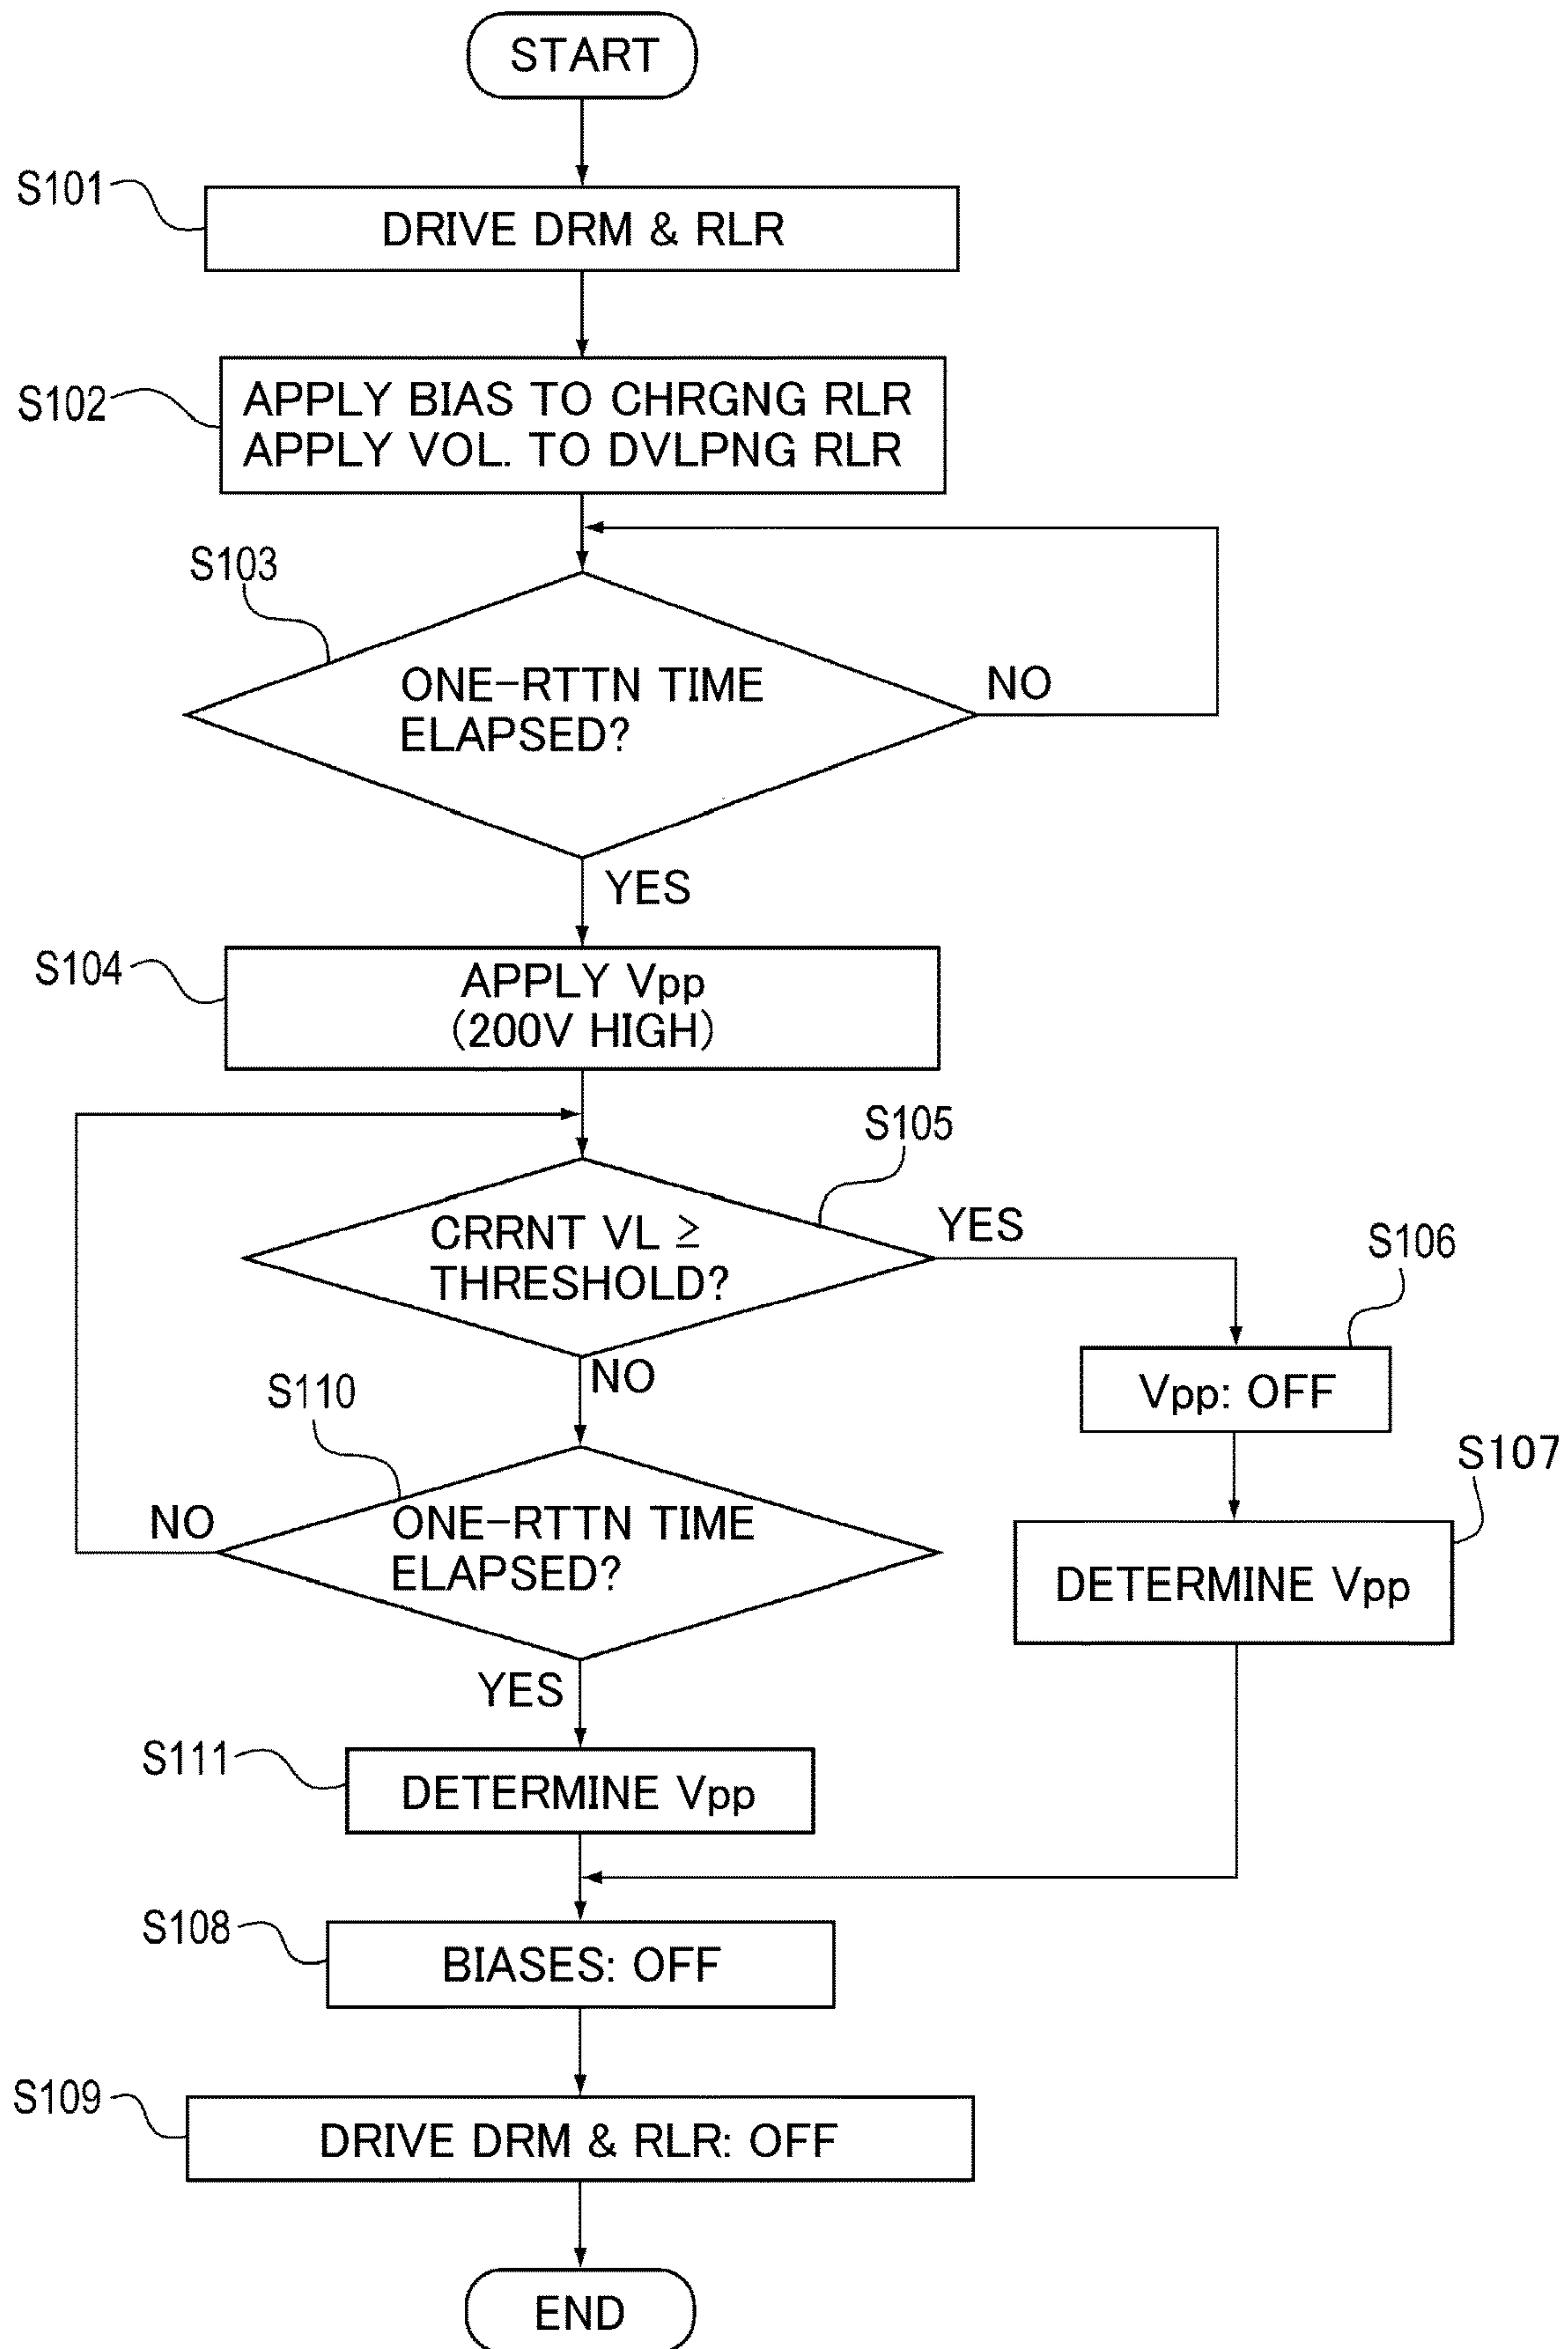 START
S101
DRIVE DRM & RLR
S102
APPLY BIAS TO CHRGNG RLR
APPLY VOL. TO DVLPNG RLR
S103
ONE-RTTN TIME
ELAPSED?
NO
YES
S104
APPLY Vpp
(200V HIGH)
S105
CRRNT VL ≥
THRESHOLD?
YES
S106
Vpp: OFF
NO
S110
S107
ONE-RTTN TIME
ELAPSED?
NO
DETERMINE Vpp
YES
S111
DETERMINE Vpp
S108
BIASES: OFF
S109
DRIVE DRM & RLR: OFF
END